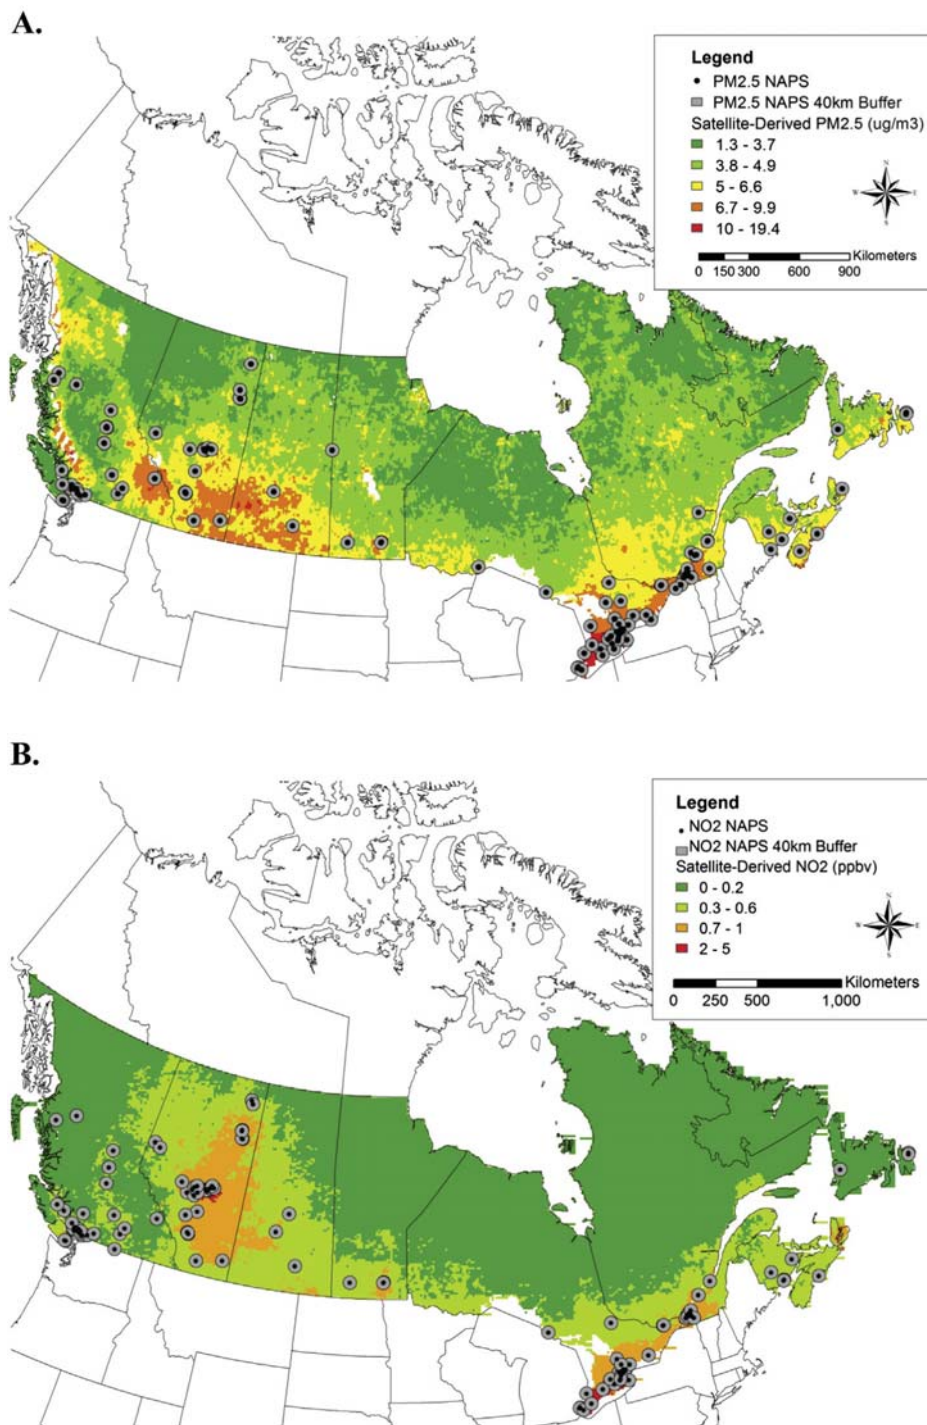 A.
Legend
PM2.5 NAPS
PM2.5 NAPS 40km Buffer
Satellite-Derived PM2.5 (ug/m3)
1.3 - 3.7
3.8 - 4.9
5 - 6.6
6.7 - 9.9
10 - 19.4
N
W
E
S
Kilometers
0 150 300 600 900
B.
Legend
NO2 NAPS
NO2 NAPS 40km Buffer
Satellite-Derived NO2 (ppbv)
0 - 0.2
0.3 - 0.6
0.7 - 1
2 - 5
N
W
E
S
Kilometers
0 250 500 1,000